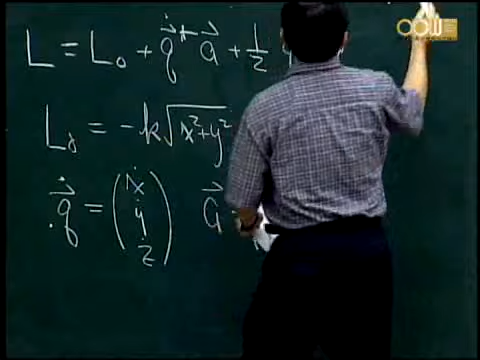 L = L₀ + q̇⃗⁺ a⃗ + 1/2
L₀ = -k√x²+y²
q̇⃗ = (ẋ ẏ ż) a⃗